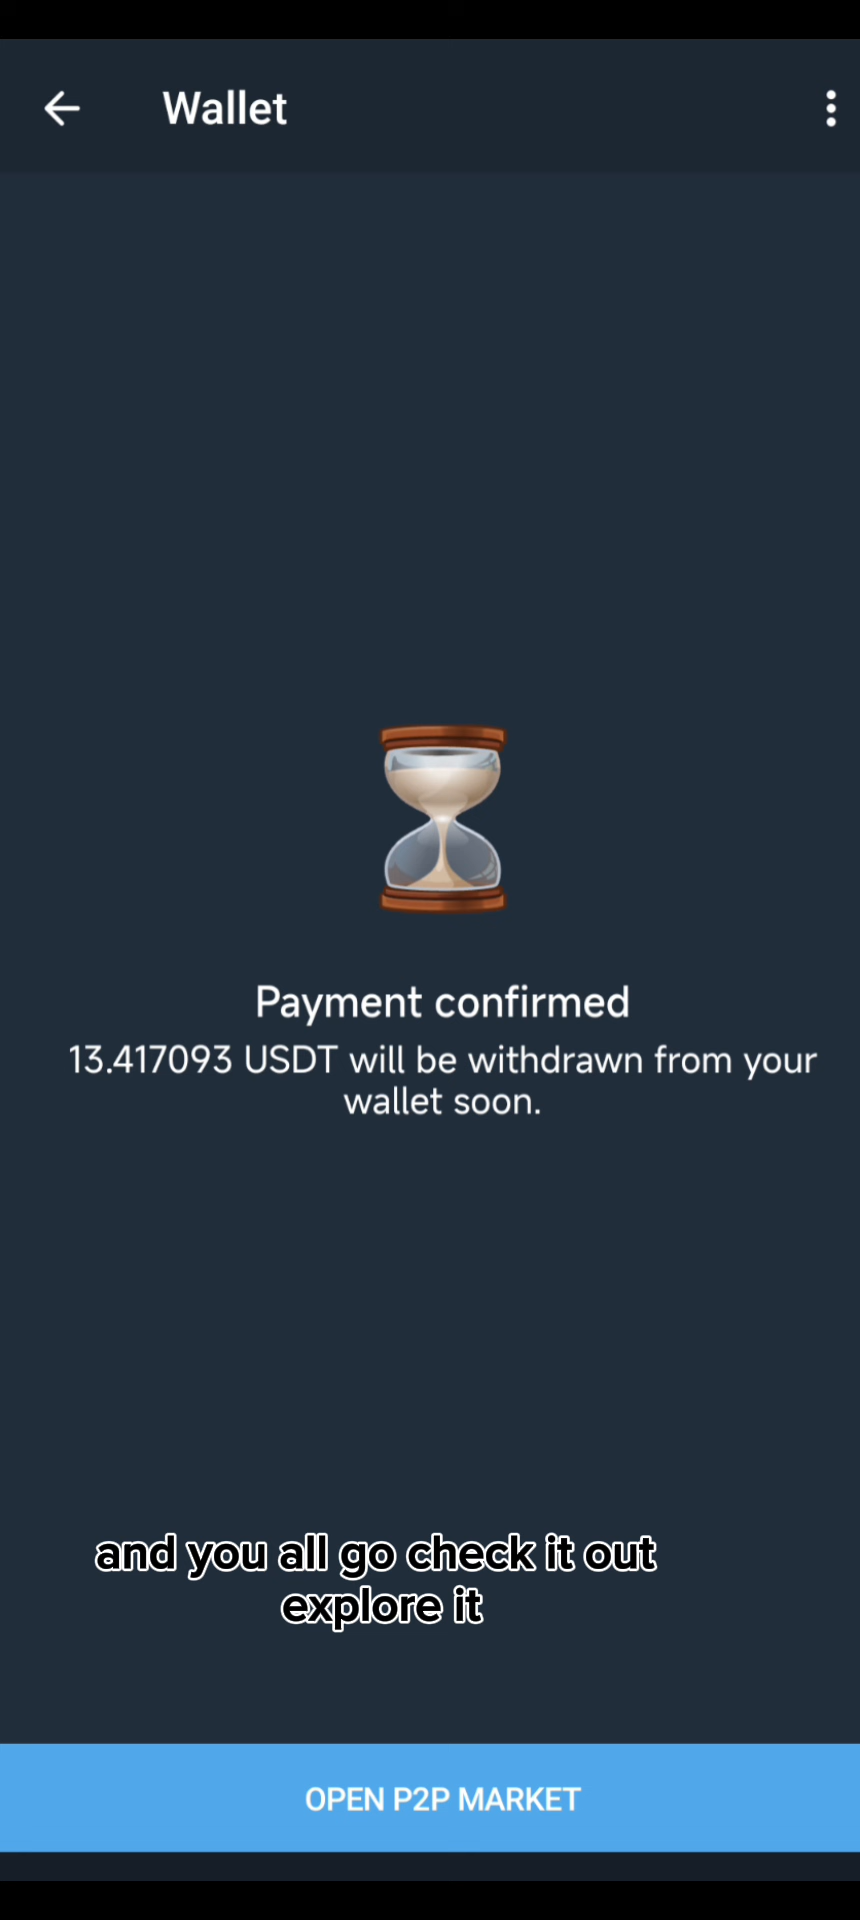 Wallet
Payment confirmed
13.417093 USDT will be withdrawn from your
wallet soon.
and you all go check it out
explore it
OPEN P2P MARKET